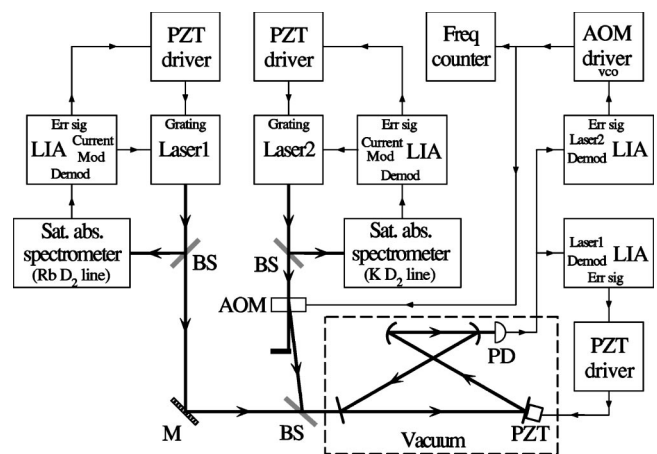 PZT
driver
PZT
driver
Freq
counter
AOM
driver
vco
Err sig
LIA
Current
Mod
Demod
Grating
Laser1
Grating
Laser2
Err sig
Current
Mod
LIA
Demod
Err sig
Laser2
Demod
LIA
Sat. abs.
spectrometer
(Rb D2 line)
BS
BS
Sat. abs.
spectrometer
(K D2 line)
Laser1
Demod
LIA
Err sig
AOM
PD
PZT
driver
M
BS
Vacuum
PZT